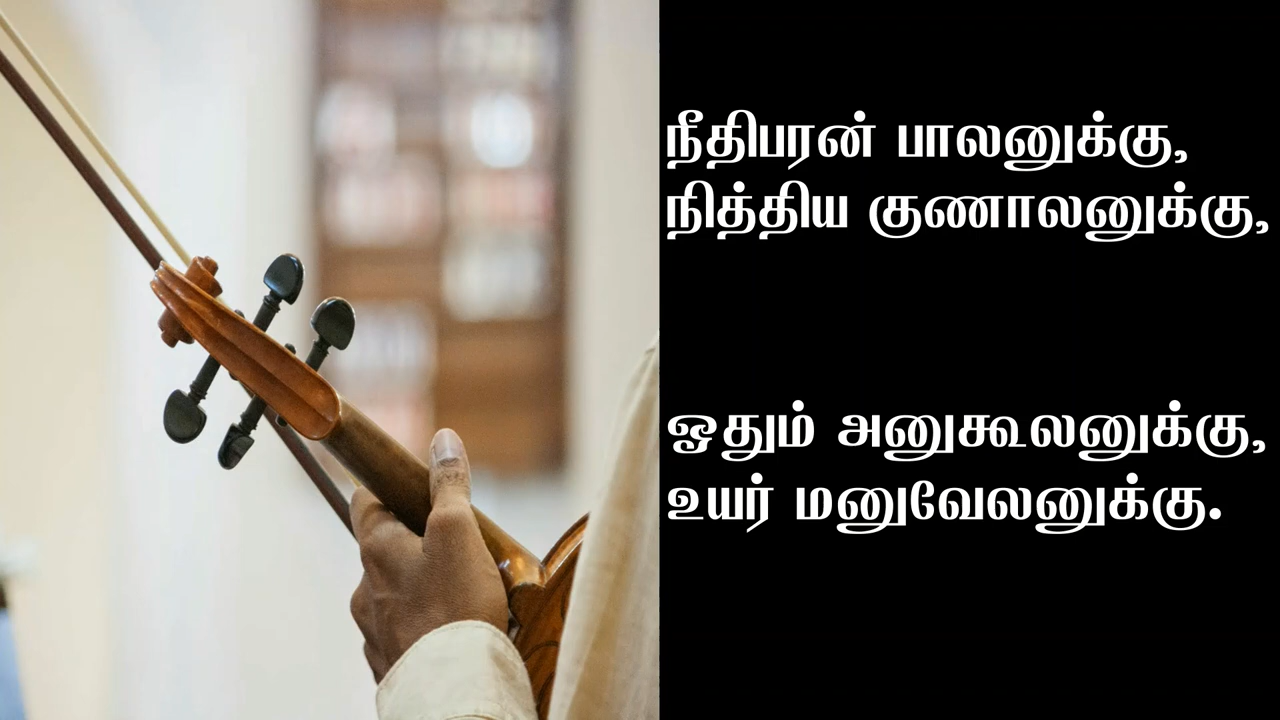 நீதிபரன் பாலனுக்கு,
நித்திய குணாலனுக்கு,
ஓதும் அனுகூலனுக்கு,
உயர் மனுவேலனுக்கு.